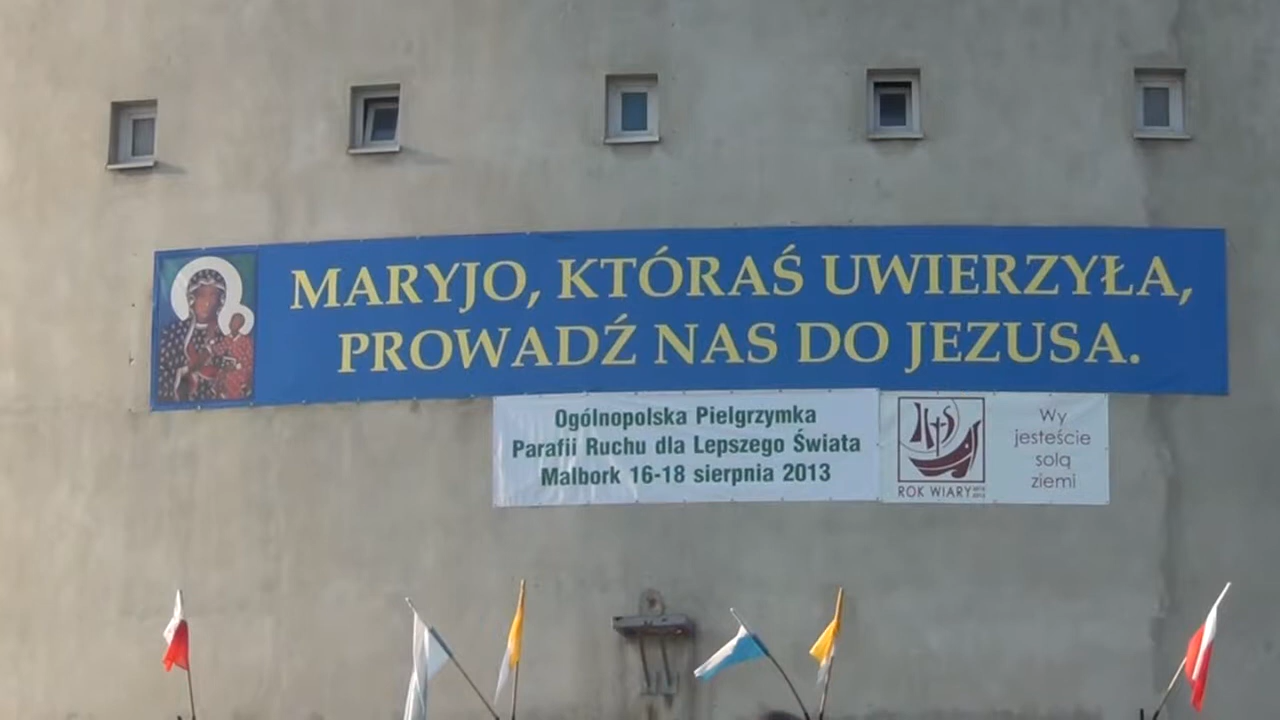 MARYJO, KTÓRAŚ UWIERZYŁA,
PROWADŹ NAS DO JEZUSA.
Ogólnopolska Pielgrzymka
Parafii Ruchu dla Lepszego Świata
Malbork 16-18 sierpnia 2013
ROK WIARY
Wy
jesteście
solą
ziemi